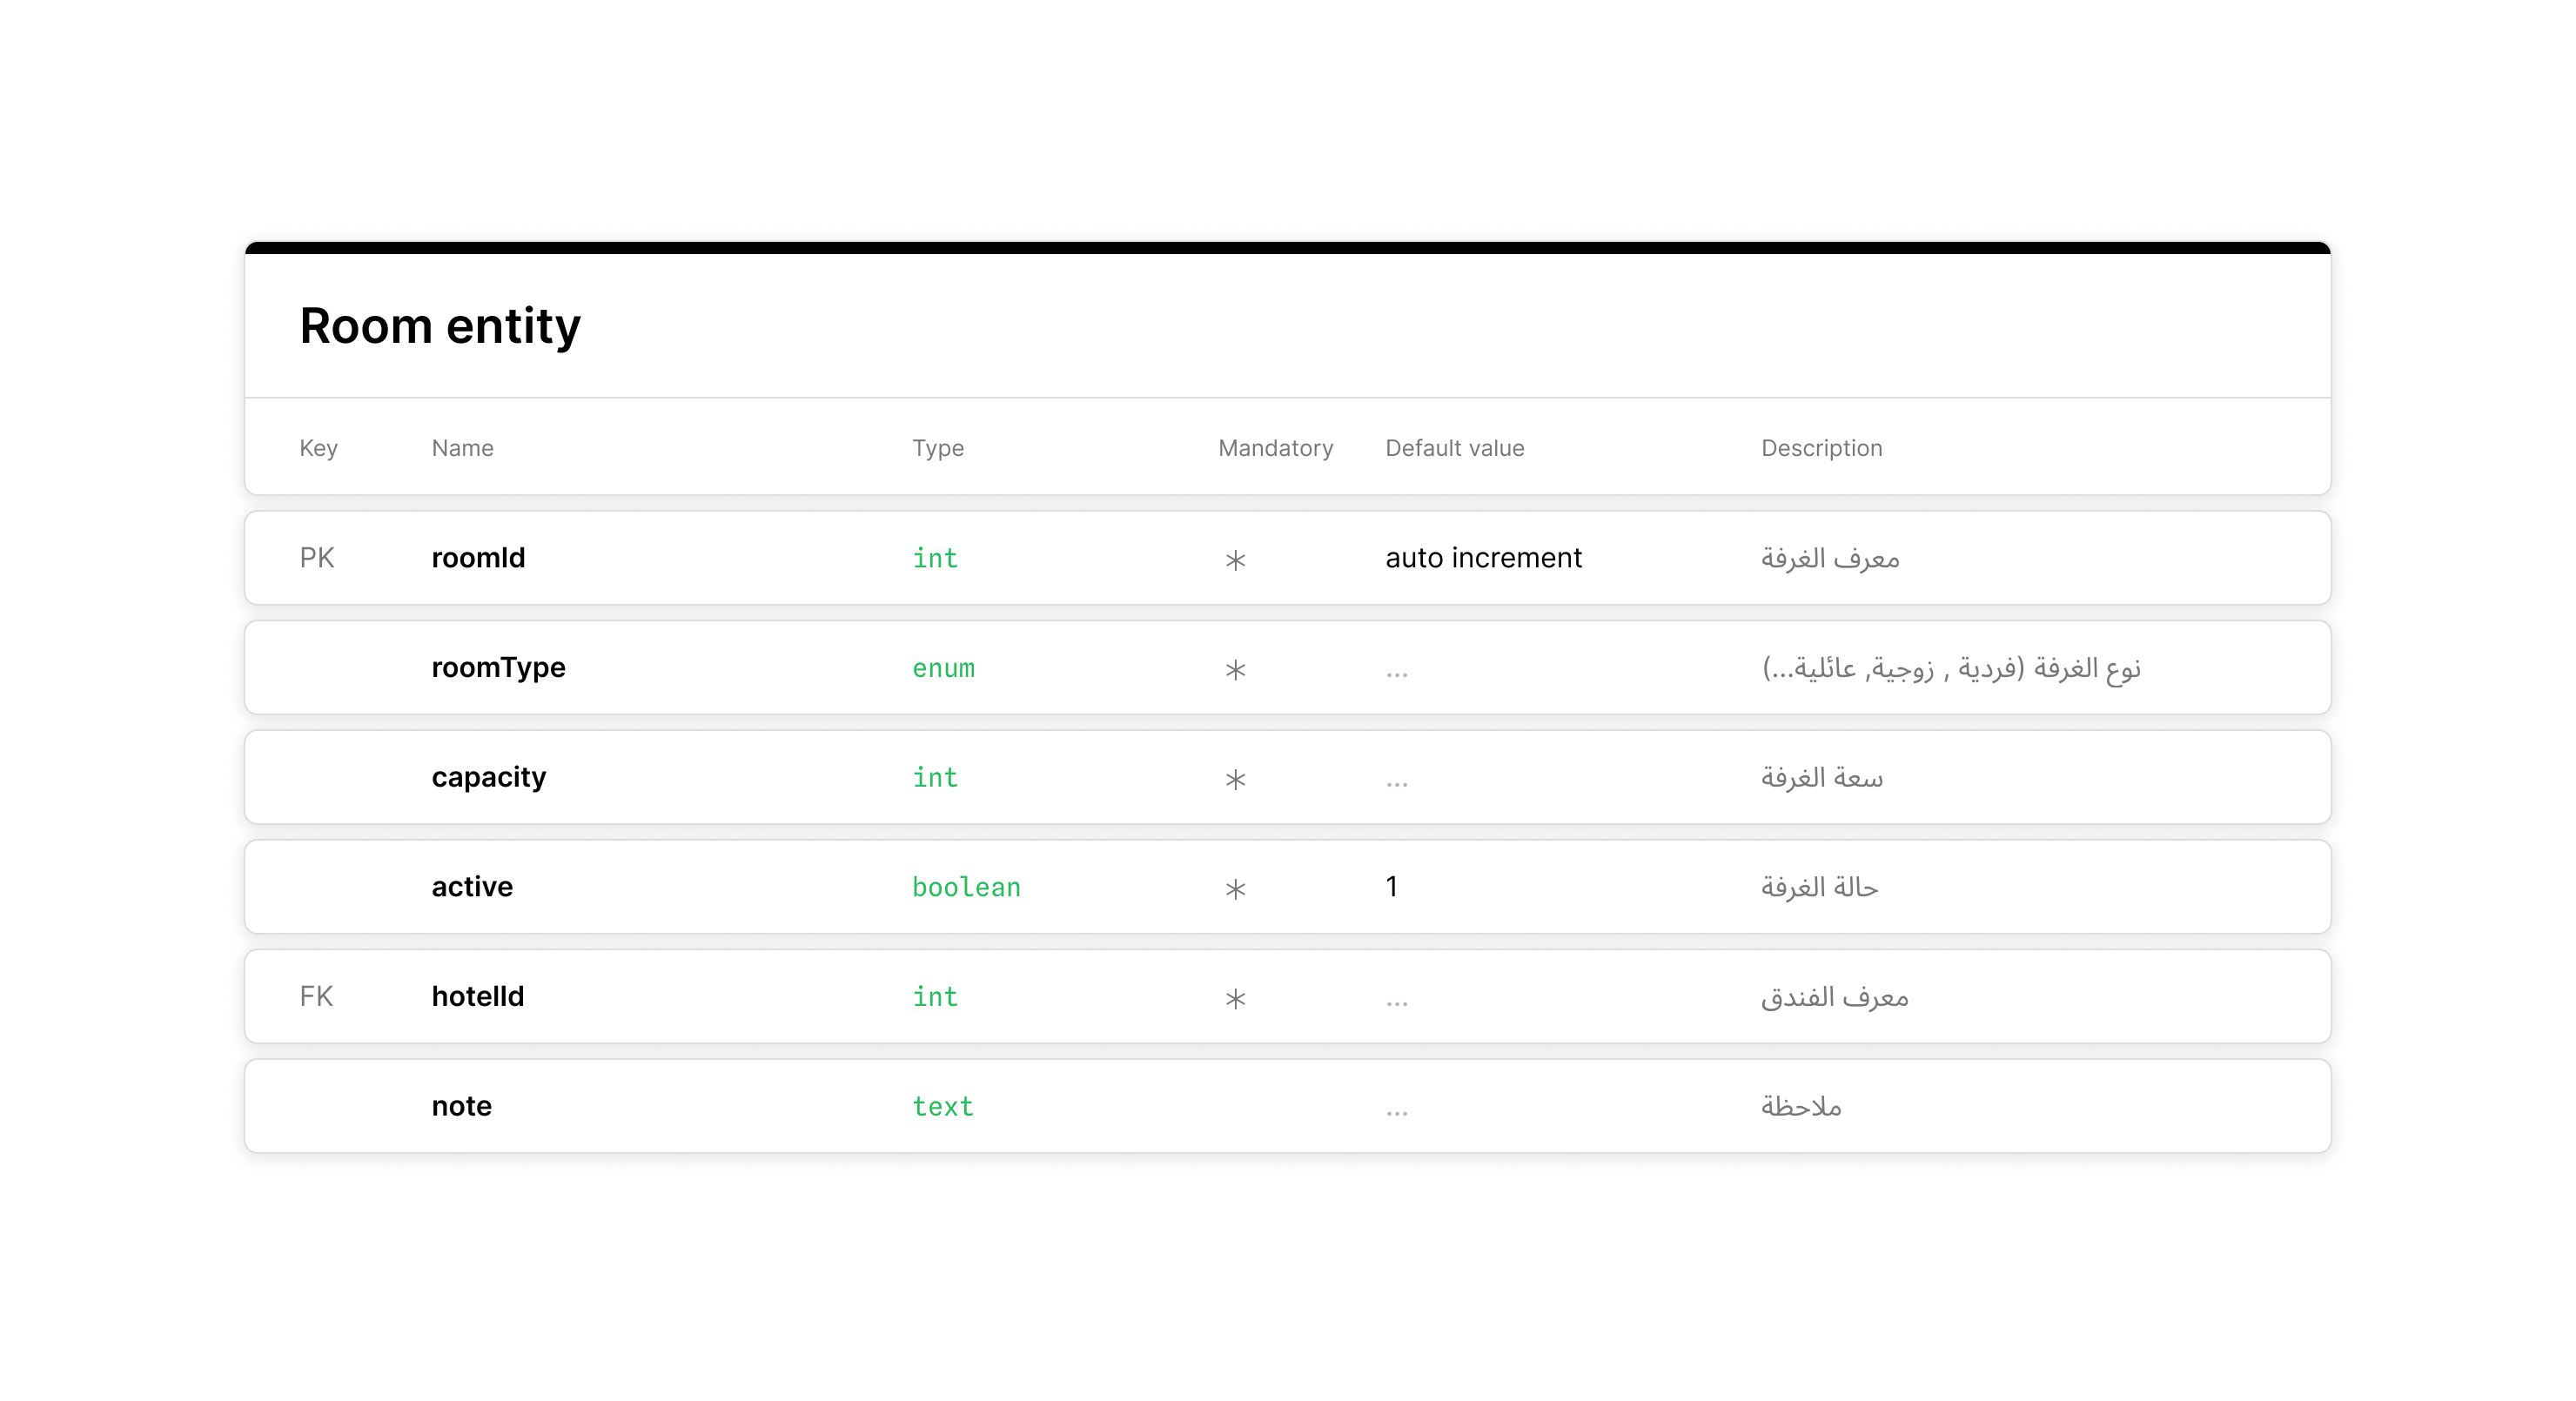 Room entity
Key Name Type Mandatory Default value Description
PK roomId int * auto increment معرف الغرفة
roomType enum * ... نوع الغرفة (فردية , زوجية, عائلية...)
capacity int * ... سعة الغرفة
active boolean * 1 حالة الغرفة
FK hotelId int * ... معرف الفندق
note text ... ملاحظة